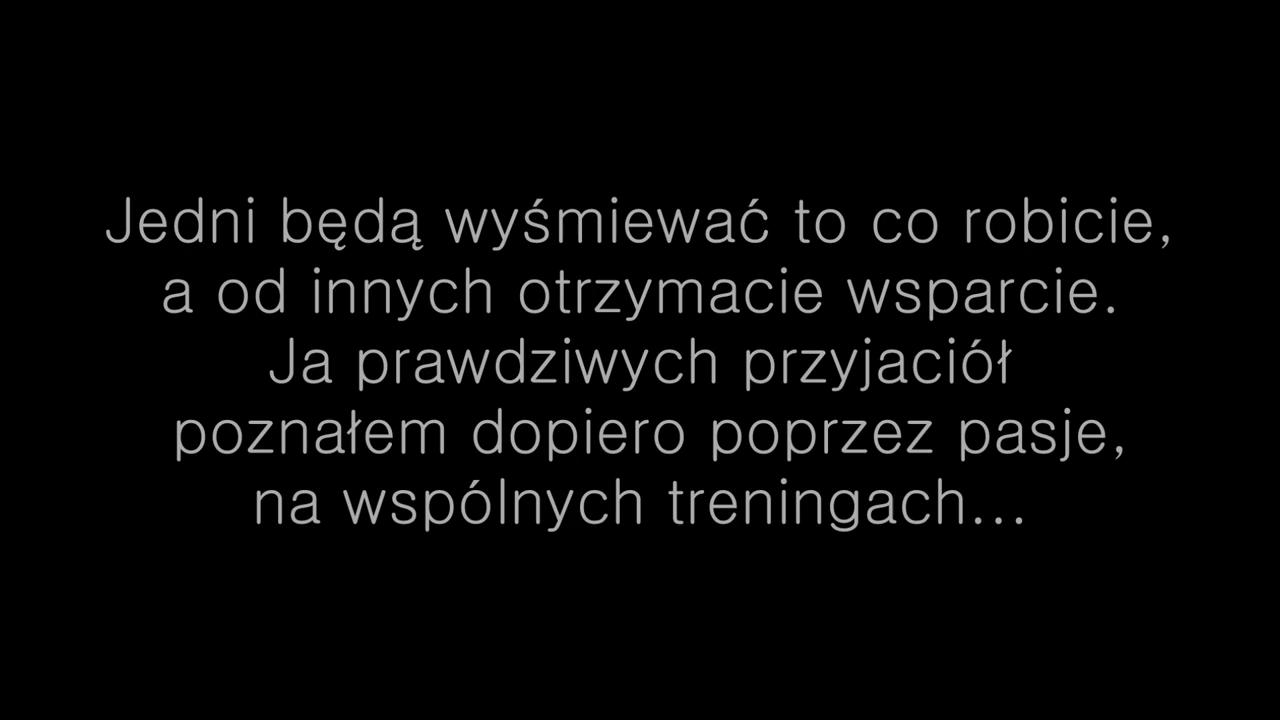 Jedni będą wyśmiewać to co robicie,
a od innych otrzymacie wsparcie.
Ja prawdziwych przyjaciół
poznałem dopiero poprzez pasje,
na wspólnych treningach...